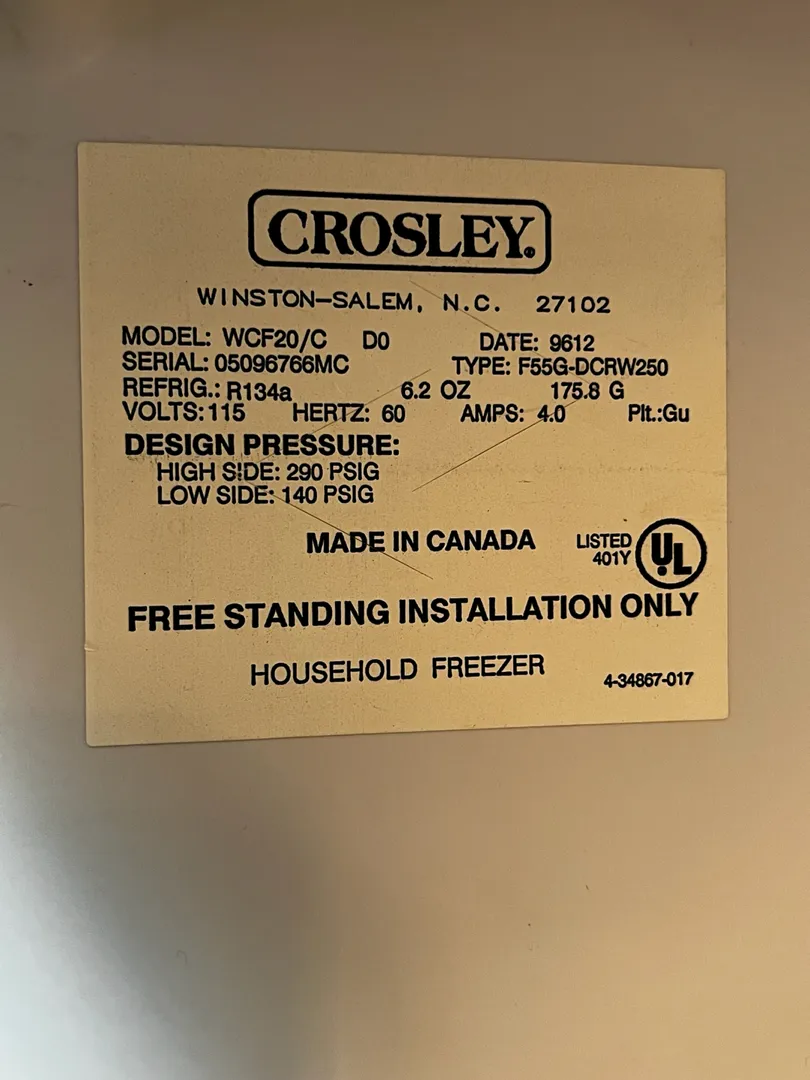 CROSLEY®
WINSTON-SALEM, N.C. 27102
MODEL: WCF20/C D0 DATE: 9612
SERIAL: 05096766MC TYPE: F55G-DCRW250
REFRIG.: R134a 6.2 OZ 175.8 G
VOLTS: 115 HERTZ: 60 AMPS: 4.0 Plt.:Gu
DESIGN PRESSURE:
HIGH SIDE: 290 PSIG
LOW SIDE: 140 PSIG
MADE IN CANADA
LISTED
401Y
UL
FREE STANDING INSTALLATION ONLY
HOUSEHOLD FREEZER
4-34867-017